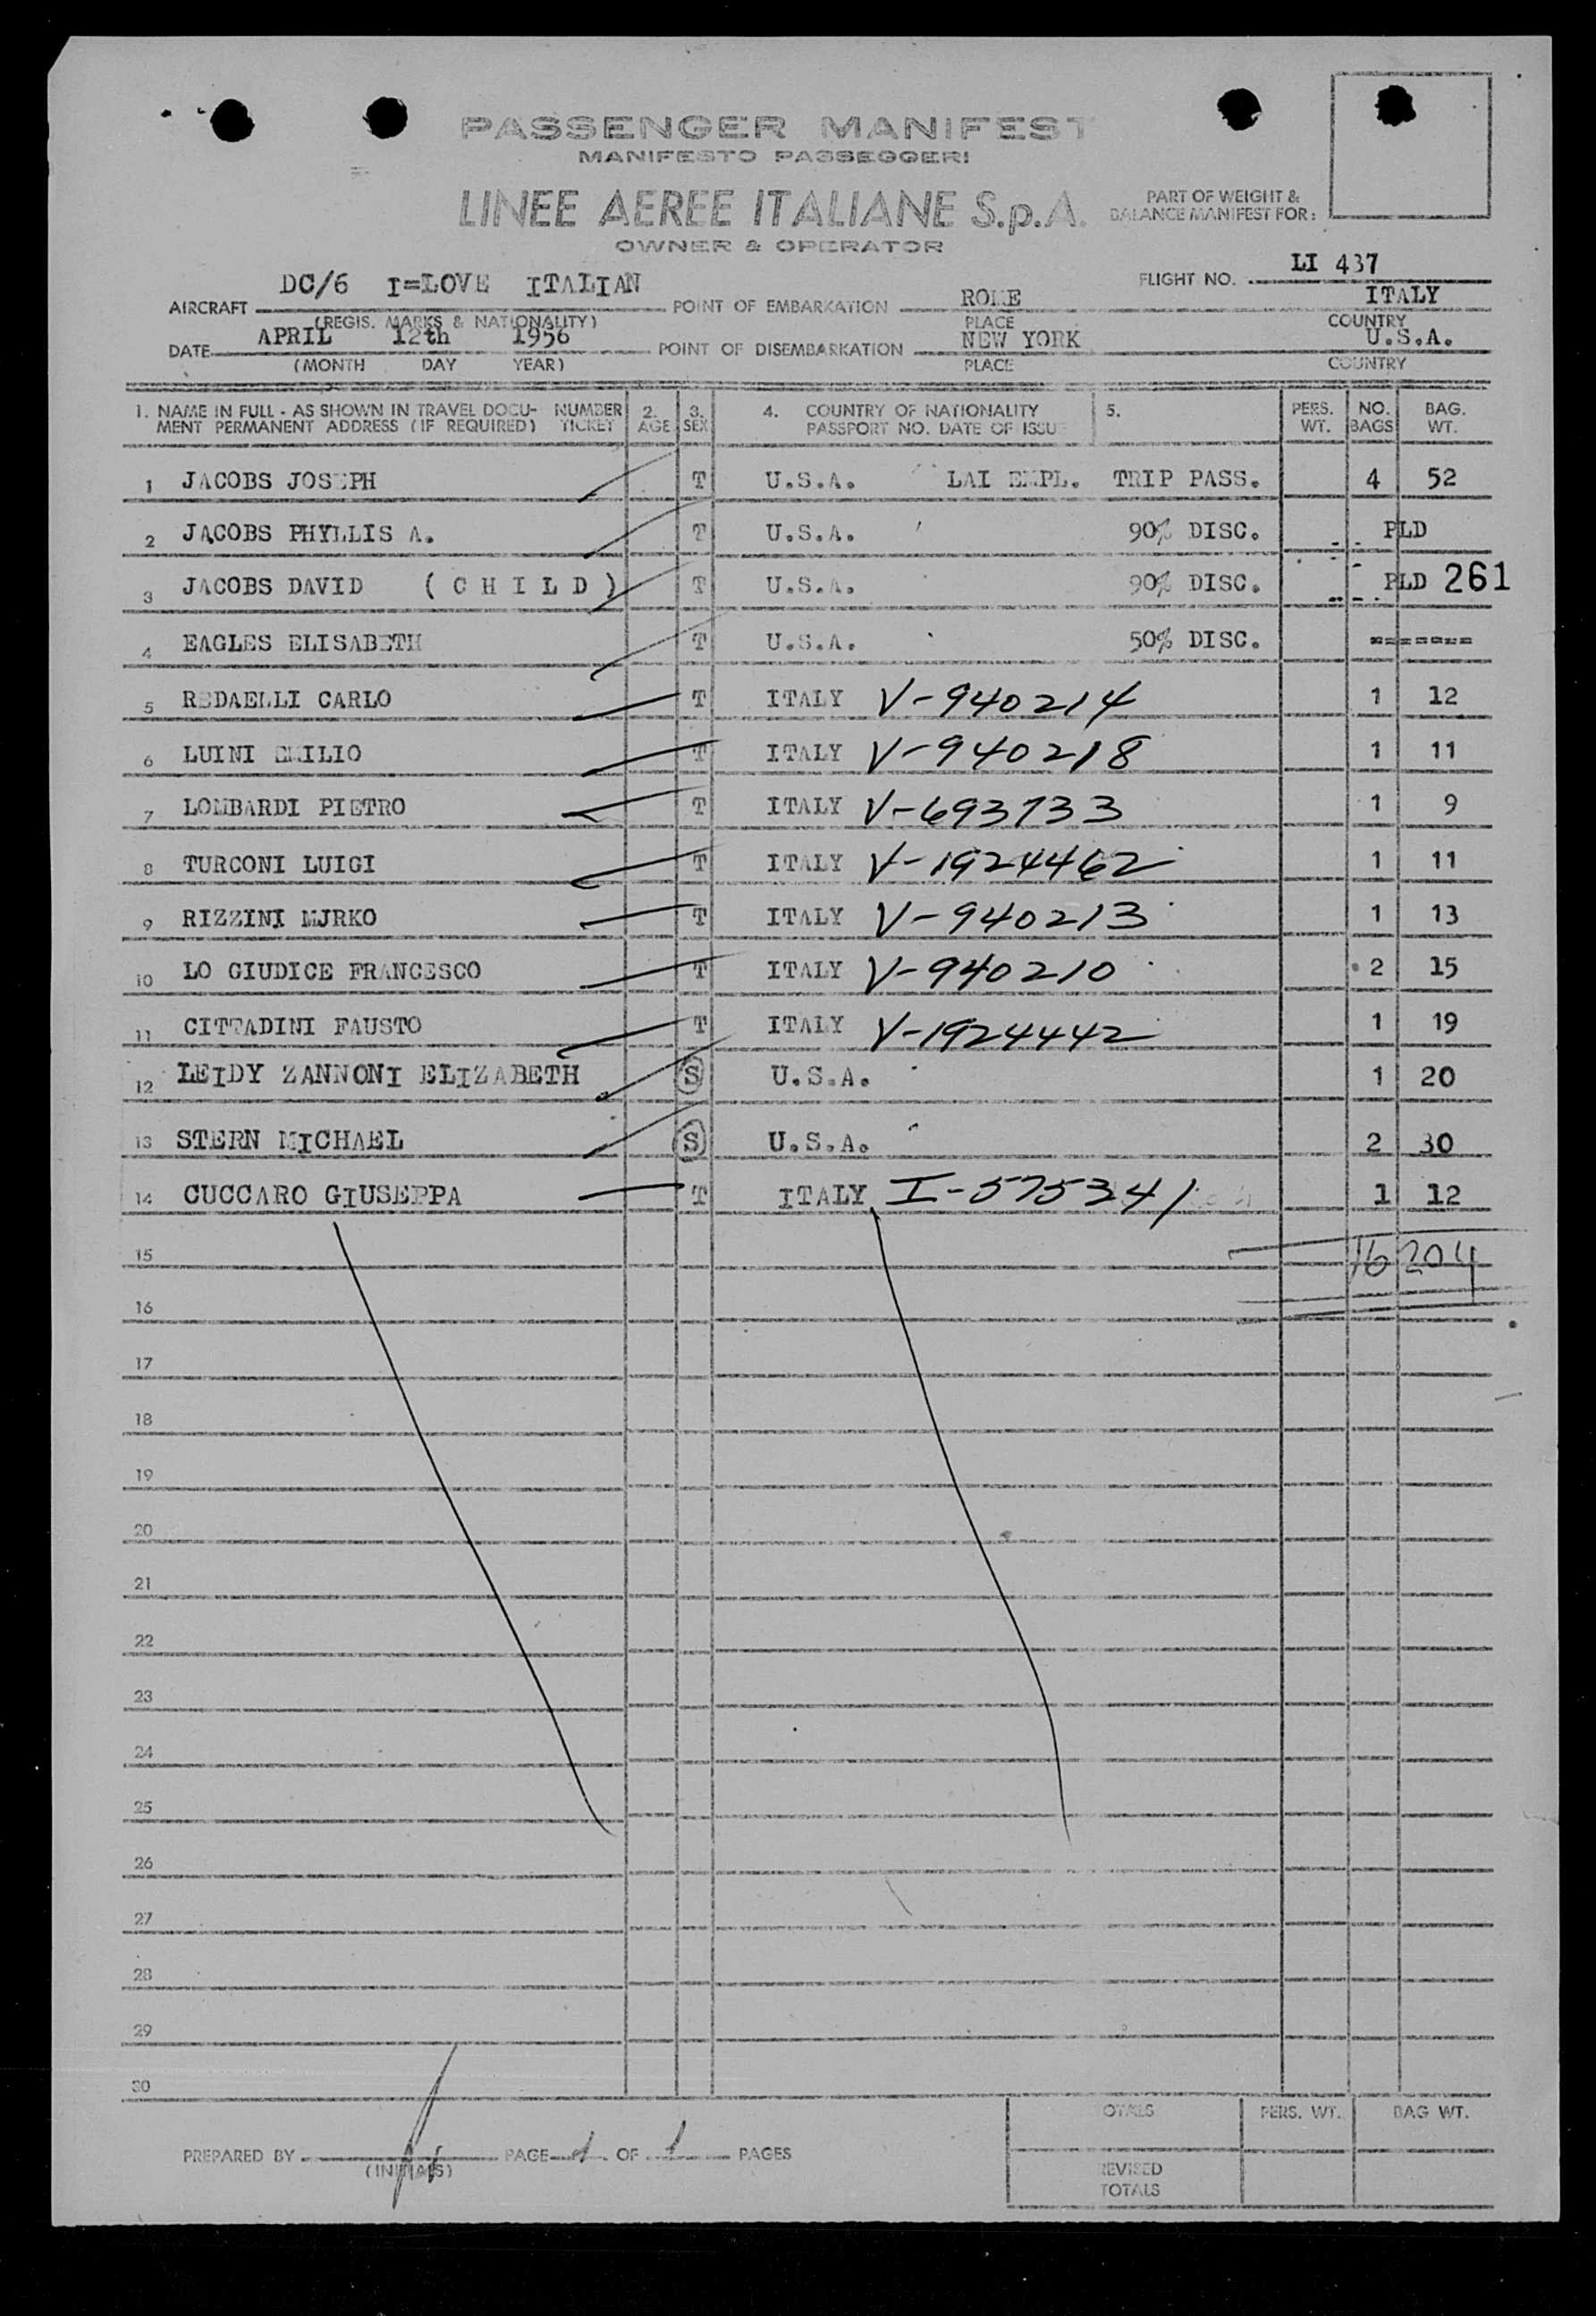 PASSENGER MANIFEST
MANIFESTO PASSEGGERI
LINEE AEREE ITALIANE S.p.A.
OWNER & OPERATOR
PART OF WEIGHT &
BALANCE MANIFEST FOR:
AIRCRAFT DC/6 I=LOVE ITALIAN
(REGIS. MARKS & NATIONALITY)
FLIGHT NO. LI 437
POINT OF EMBARKATION ROME ITALY
PLACE COUNTRY
DATE APRIL 12th 1956
(MONTH DAY YEAR)
POINT OF DISEMBARKATION NEW YORK U.S.A.
PLACE COUNTRY
1. NAME IN FULL - AS SHOWN IN TRAVEL DOCU- NUMBER 2. 3. 4. COUNTRY OF NATIONALITY 5. PERS. NO. BAG.
MENT PERMANENT ADDRESS (IF REQUIRED) TICKET AGE SEX PASSPORT NO. DATE OF ISSUE WT. BAGS WT.
1 JACOBS JOSEPH T U.S.A. LAI EMPL. TRIP PASS. 4 52
2 JACOBS PHYLLIS A. T U.S.A. 90% DISC. PLD
3 JACOBS DAVID ( C H I L D ) T U.S.A. 90% DISC. PLD 261
4 EAGLES ELISABETH T U.S.A. 50% DISC. =======
5 REDAELLI CARLO T ITALY V-940214 1 12
6 LUINI EMILIO T ITALY V-940218 1 11
7 LOMBARDI PIETRO T ITALY V-693733 1 9
8 TURCONI LUIGI T ITALY V-1924462 1 11
9 RIZZINI MJRKO T ITALY V-940213 1 13
10 LO GIUDICE FRANCESCO T ITALY V-940210 2 15
11 CITTADINI FAUSTO T ITALY V-1924442 1 19
12 LEIDY ZANNONI ELIZABETH S U.S.A. 1 20
13 STERN MICHAEL S U.S.A. 2 30
14 CUCCARO GIUSEPPA T ITALY I-575341 1 12
15 16 204
16
17
18
19
20
21
22
23
24
25
26
27
28
29
30
PREPARED BY
(INITIALS)
PAGE 1 OF 1 PAGES
TOTALS PERS. WT. BAG WT.
REVISED
TOTALS